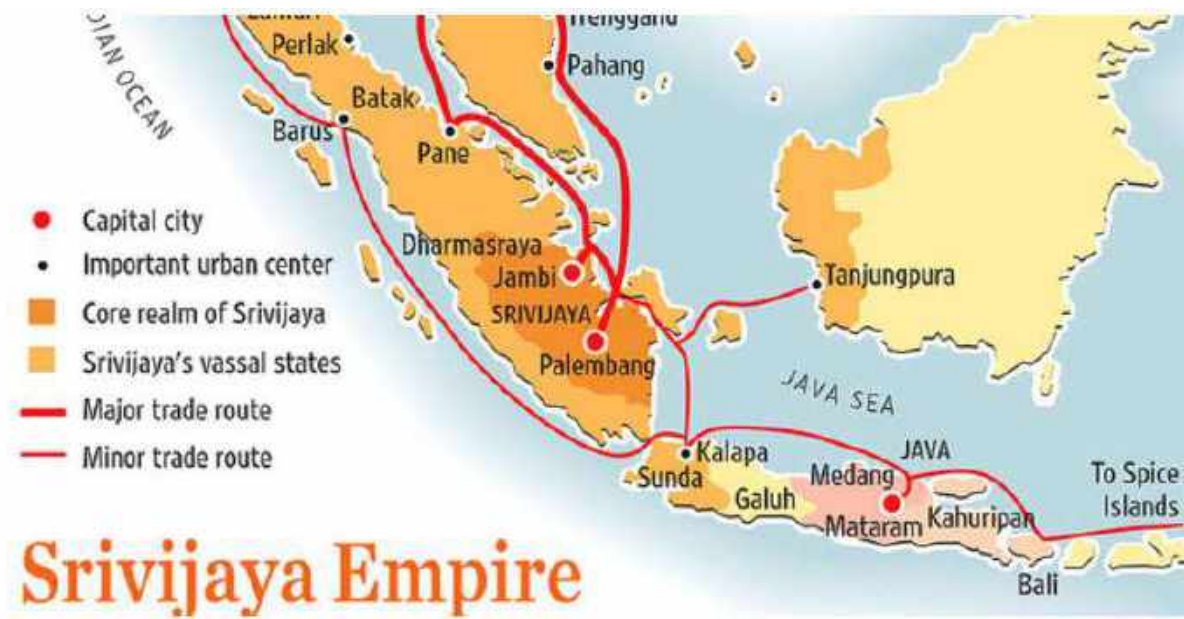 Perlak
Pahang
Batak
Barus
Pane
Capital city
Important urban center
Core realm of Srivijaya
Srivijaya's vassal states
Major trade route
Minor trade route
Dharmasraya
Jambi
SRIVIJAYA
Palembang
Tanjungpura
JAVA SEA
Kalapa
Sunda
Galuh
JAVA
Medang
Mataram
Kahuripan
Bali
To Spice
Islands
Srivijaya Empire
OCEAN